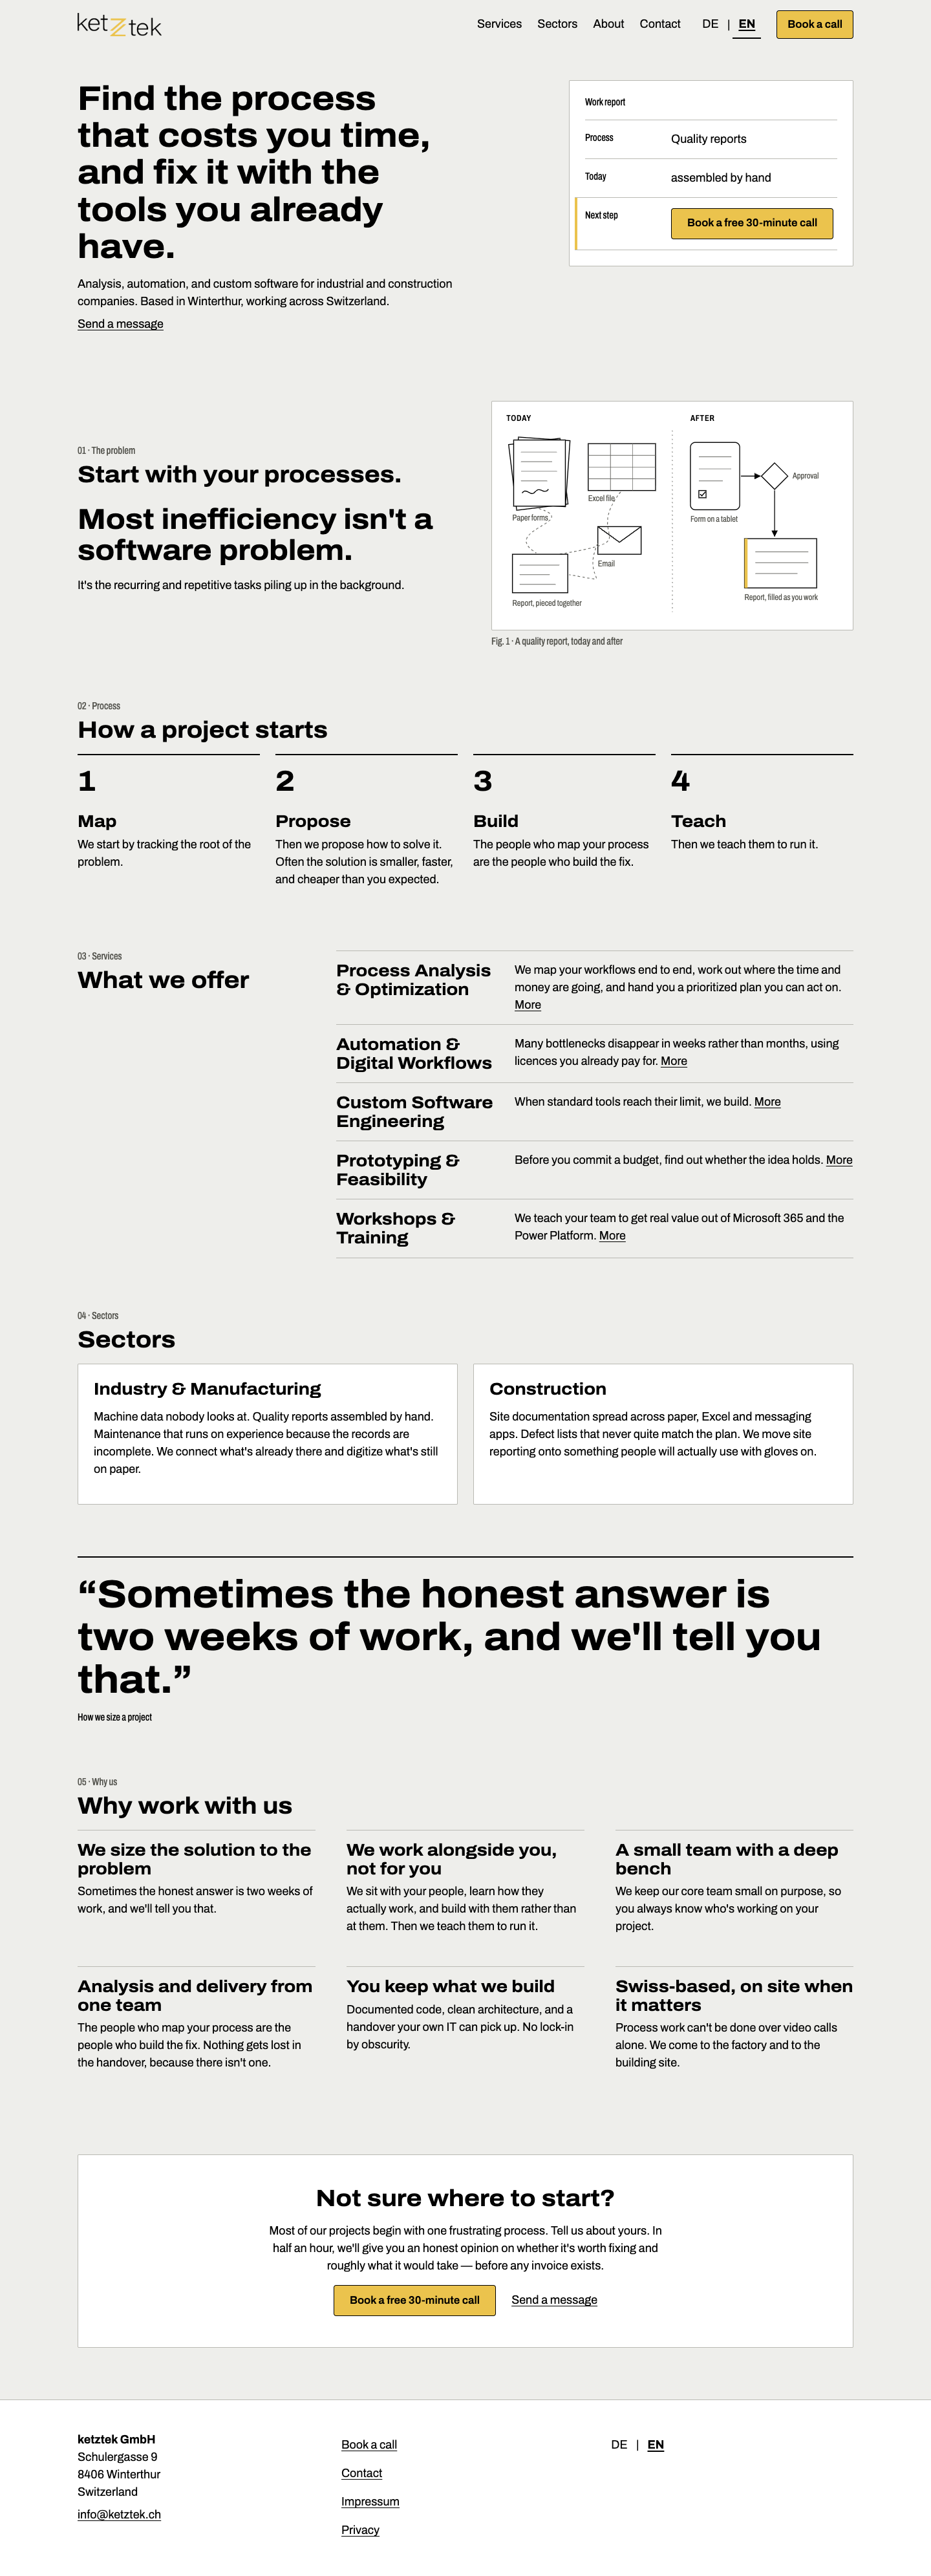 ketztek
Services Sectors About Contact DE | EN Book a call
Find the process
that costs you time,
and fix it with the
tools you already
have.
Analysis, automation, and custom software for industrial and construction
companies. Based in Winterthur, working across Switzerland.
Send a message
Work report
Process Quality reports
Today assembled by hand
Next step Book a free 30-minute call
01 · The problem
Start with your processes.
Most inefficiency isn't a
software problem.
It's the recurring and repetitive tasks piling up in the background.
TODAY
Paper forms
Excel file
Email
Report, pieced together
AFTER
Approval
Form on a tablet
Report, filled as you work
Fig. 1 · A quality report, today and after
02 · Process
How a project starts
1
Map
We start by tracking the root of the
problem.
2
Propose
Then we propose how to solve it.
Often the solution is smaller, faster,
and cheaper than you expected.
3
Build
The people who map your process
are the people who build the fix.
4
Teach
Then we teach them to run it.
03 · Services
What we offer
Process Analysis
& Optimization
We map your workflows end to end, work out where the time and
money are going, and hand you a prioritized plan you can act on.
More
Automation &
Digital Workflows
Many bottlenecks disappear in weeks rather than months, using
licences you already pay for. More
Custom Software
Engineering
When standard tools reach their limit, we build. More
Prototyping &
Feasibility
Before you commit a budget, find out whether the idea holds. More
Workshops &
Training
We teach your team to get real value out of Microsoft 365 and the
Power Platform. More
04 · Sectors
Sectors
Industry & Manufacturing
Machine data nobody looks at. Quality reports assembled by hand.
Maintenance that runs on experience because the records are
incomplete. We connect what's already there and digitize what's still
on paper.
Construction
Site documentation spread across paper, Excel and messaging
apps. Defect lists that never quite match the plan. We move site
reporting onto something people will actually use with gloves on.
“Sometimes the honest answer is
two weeks of work, and we'll tell you
that.”
How we size a project
05 · Why us
Why work with us
We size the solution to the
problem
Sometimes the honest answer is two weeks of
work, and we'll tell you that.
We work alongside you,
not for you
We sit with your people, learn how they
actually work, and build with them rather than
at them. Then we teach them to run it.
A small team with a deep
bench
We keep our core team small on purpose, so
you always know who's working on your
project.
Analysis and delivery from
one team
The people who map your process are the
people who build the fix. Nothing gets lost in
the handover, because there isn't one.
You keep what we build
Documented code, clean architecture, and a
handover your own IT can pick up. No lock-in
by obscurity.
Swiss-based, on site when
it matters
Process work can't be done over video calls
alone. We come to the factory and to the
building site.
Not sure where to start?
Most of our projects begin with one frustrating process. Tell us about yours. In
half an hour, we'll give you an honest opinion on whether it's worth fixing and
roughly what it would take — before any invoice exists.
Book a free 30-minute call Send a message
ketztek GmbH
Schulergasse 9
8406 Winterthur
Switzerland
info@ketztek.ch
Book a call
Contact
Impressum
Privacy
DE | EN